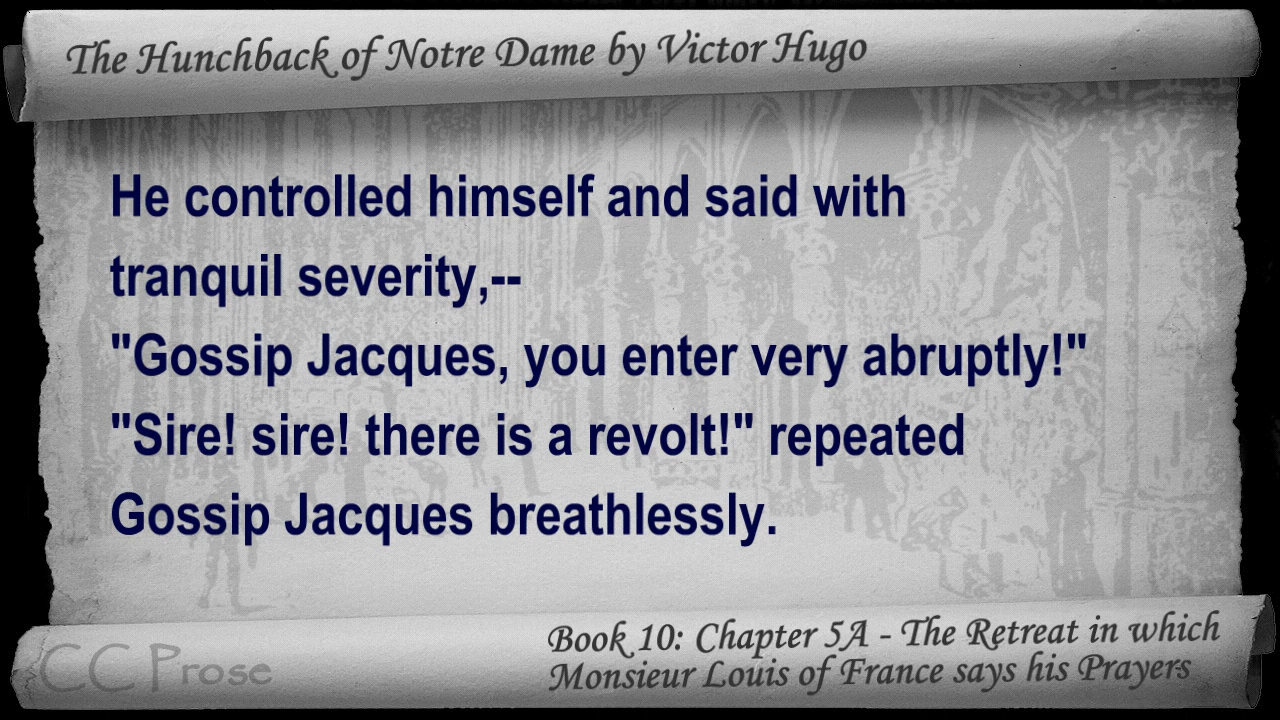 The Hunchback of Notre Dame by Victor Hugo
He controlled himself and said with
tranquil severity,--
"Gossip Jacques, you enter very abruptly!"
"Sire! sire! there is a revolt!" repeated
Gossip Jacques breathlessly.
CC Prose
Book 10: Chapter 5A - The Retreat in which
Monsieur Louis of France says his Prayers